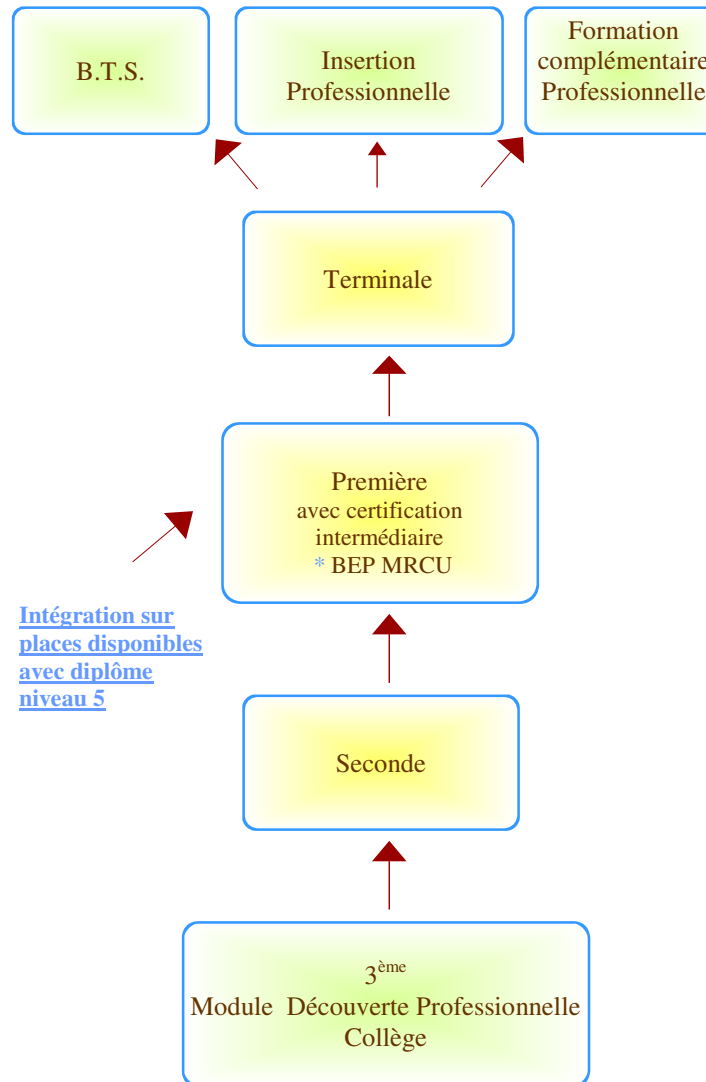 B.T.S.
Insertion
Professionnelle
Formation
complémentaire
Professionnelle
Terminale
Première
avec certification
intermédiaire
* BEP MRCU
Intégration sur
places disponibles
avec diplôme
niveau 5
Seconde
3ème
Module Découverte Professionnelle
Collège